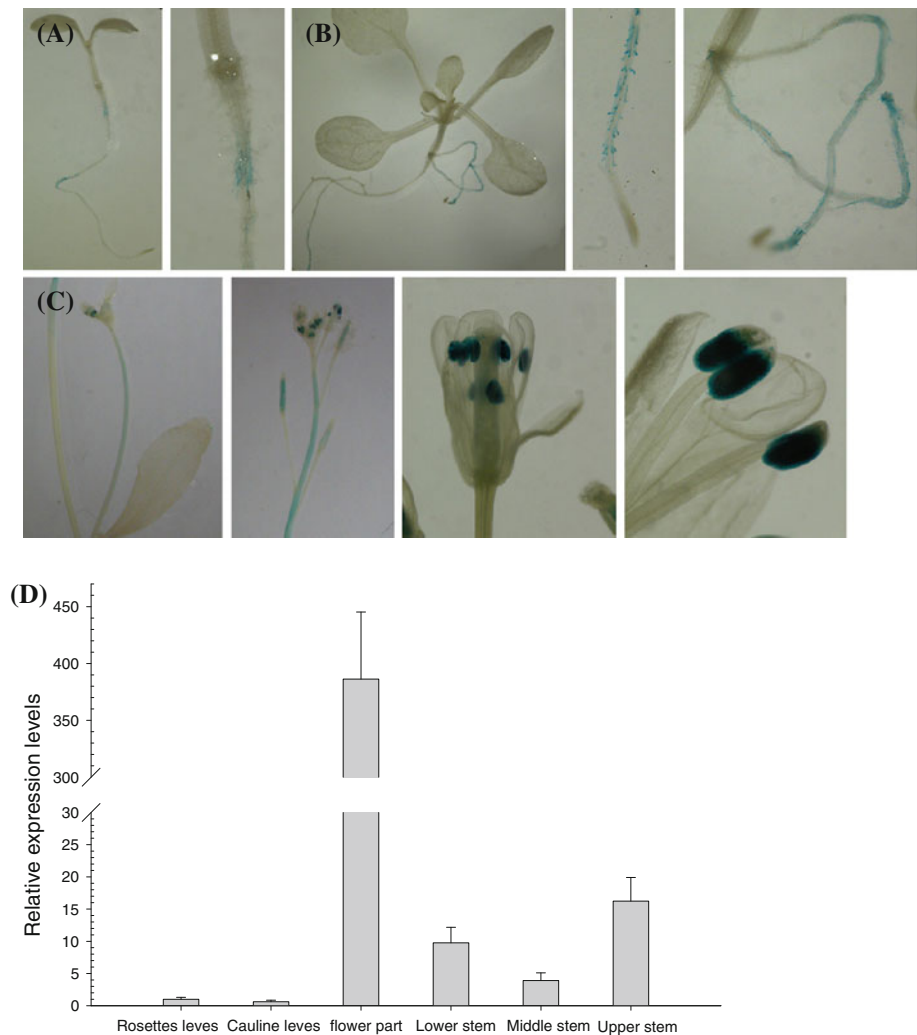 (A)
(B)
(C)
(D)
Relative expression levels
450
400
350
300
30
25
20
15
10
5
0
Rosettes leves
Cauline leves
flower part
Lower stem
Middle stem
Upper stem